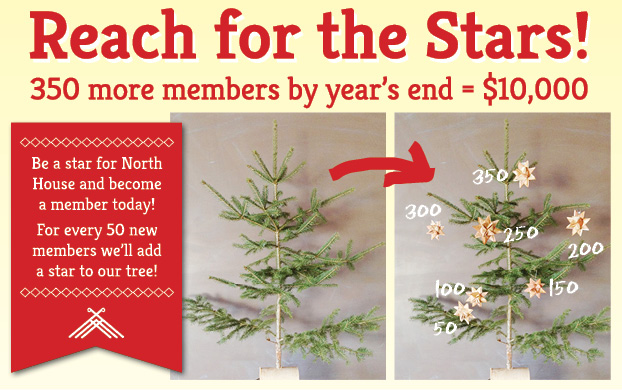 Reach for the Stars!
350 more members by year's end = $10,000
Be a star for North
House and become
a member today!
For every 50 new
members we'll add
a star to our tree!
350
300
250
200
100
150
50